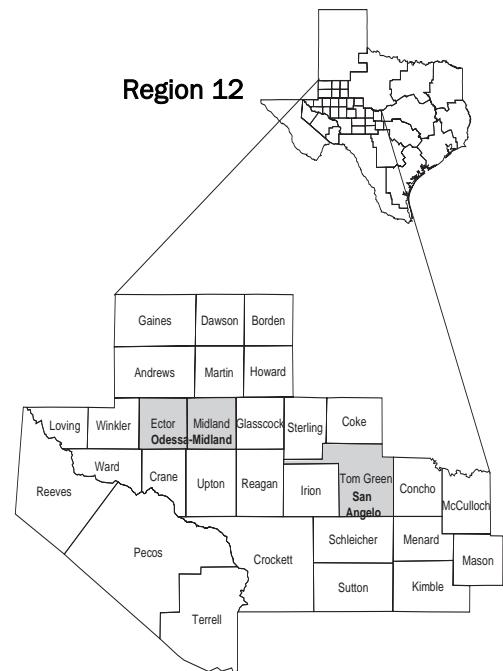 Region 12
Gaines Dawson Borden
Andrews Martin Howard
Loving Winkler Ector Midland Glasscock Sterling Coke
Odessa-Midland
Ward Crane Upton Reagan Irion Tom Green Concho McCulloch
San
Angelo
Reeves
Pecos Crockett Schleicher Menard Mason
Sutton Kimble
Terrell